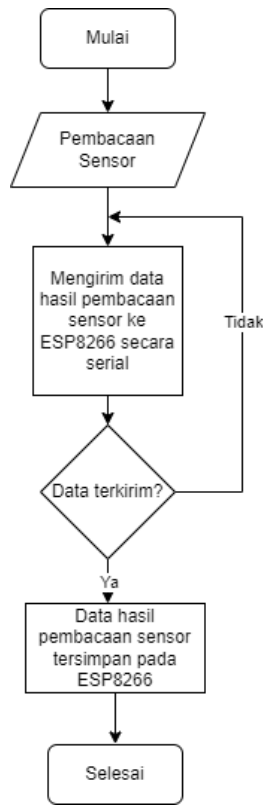 Mulai
Pembacaan
Sensor
Mengirim data
hasil pembacaan
sensor ke
ESP8266 secara
serial
Tidak
Data terkirim?
Ya
Data hasil
pembacaan sensor
tersimpan pada
ESP8266
Selesai